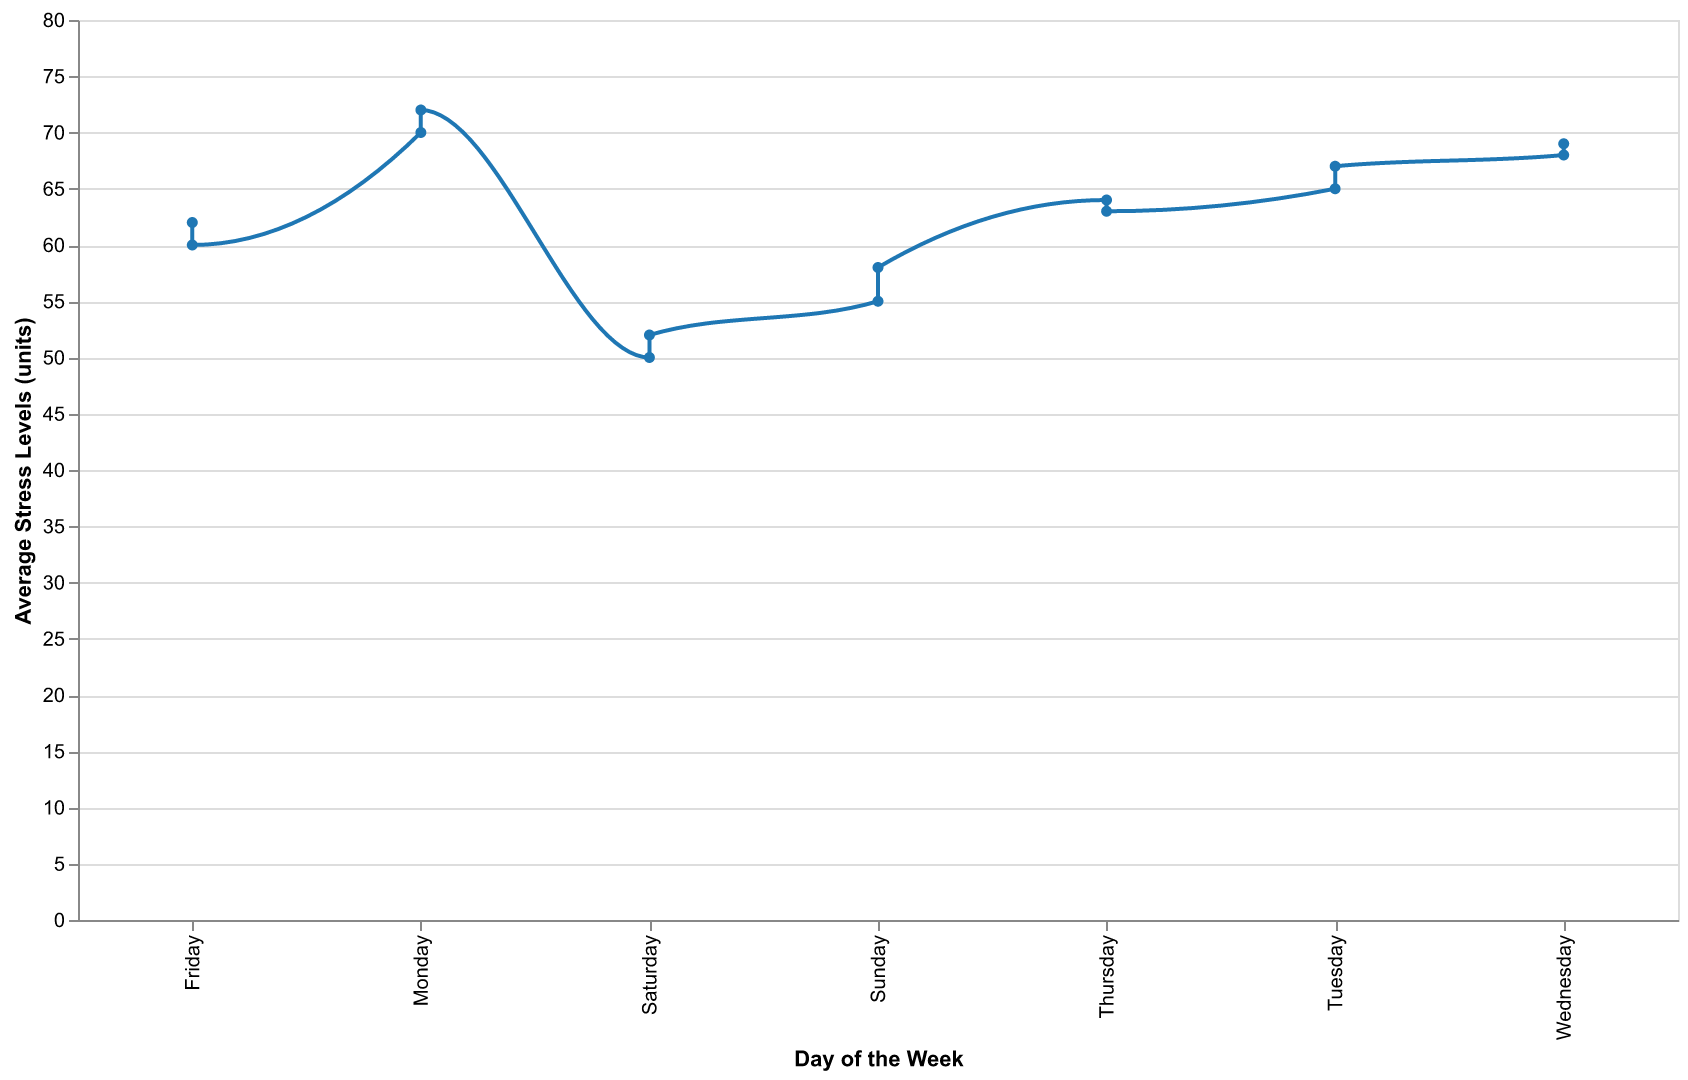 80
75
70
65
60
55
50
45
40
35
30
25
20
15
10
5
0
Average Stress Levels (units)
Friday
Monday
Saturday
Sunday
Thursday
Tuesday
Wednesday
Day of the Week